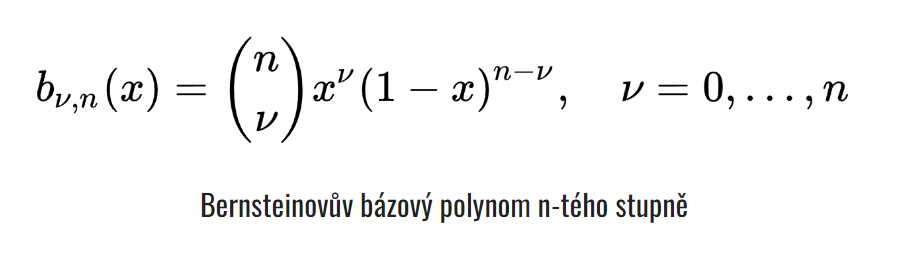 b_{ν,n}(x) = \binom{n}{ν} x^{ν} (1 − x)^{n−ν}, ν = 0, . . . , n
Bernsteinovův bázový polynom n-tého stupně